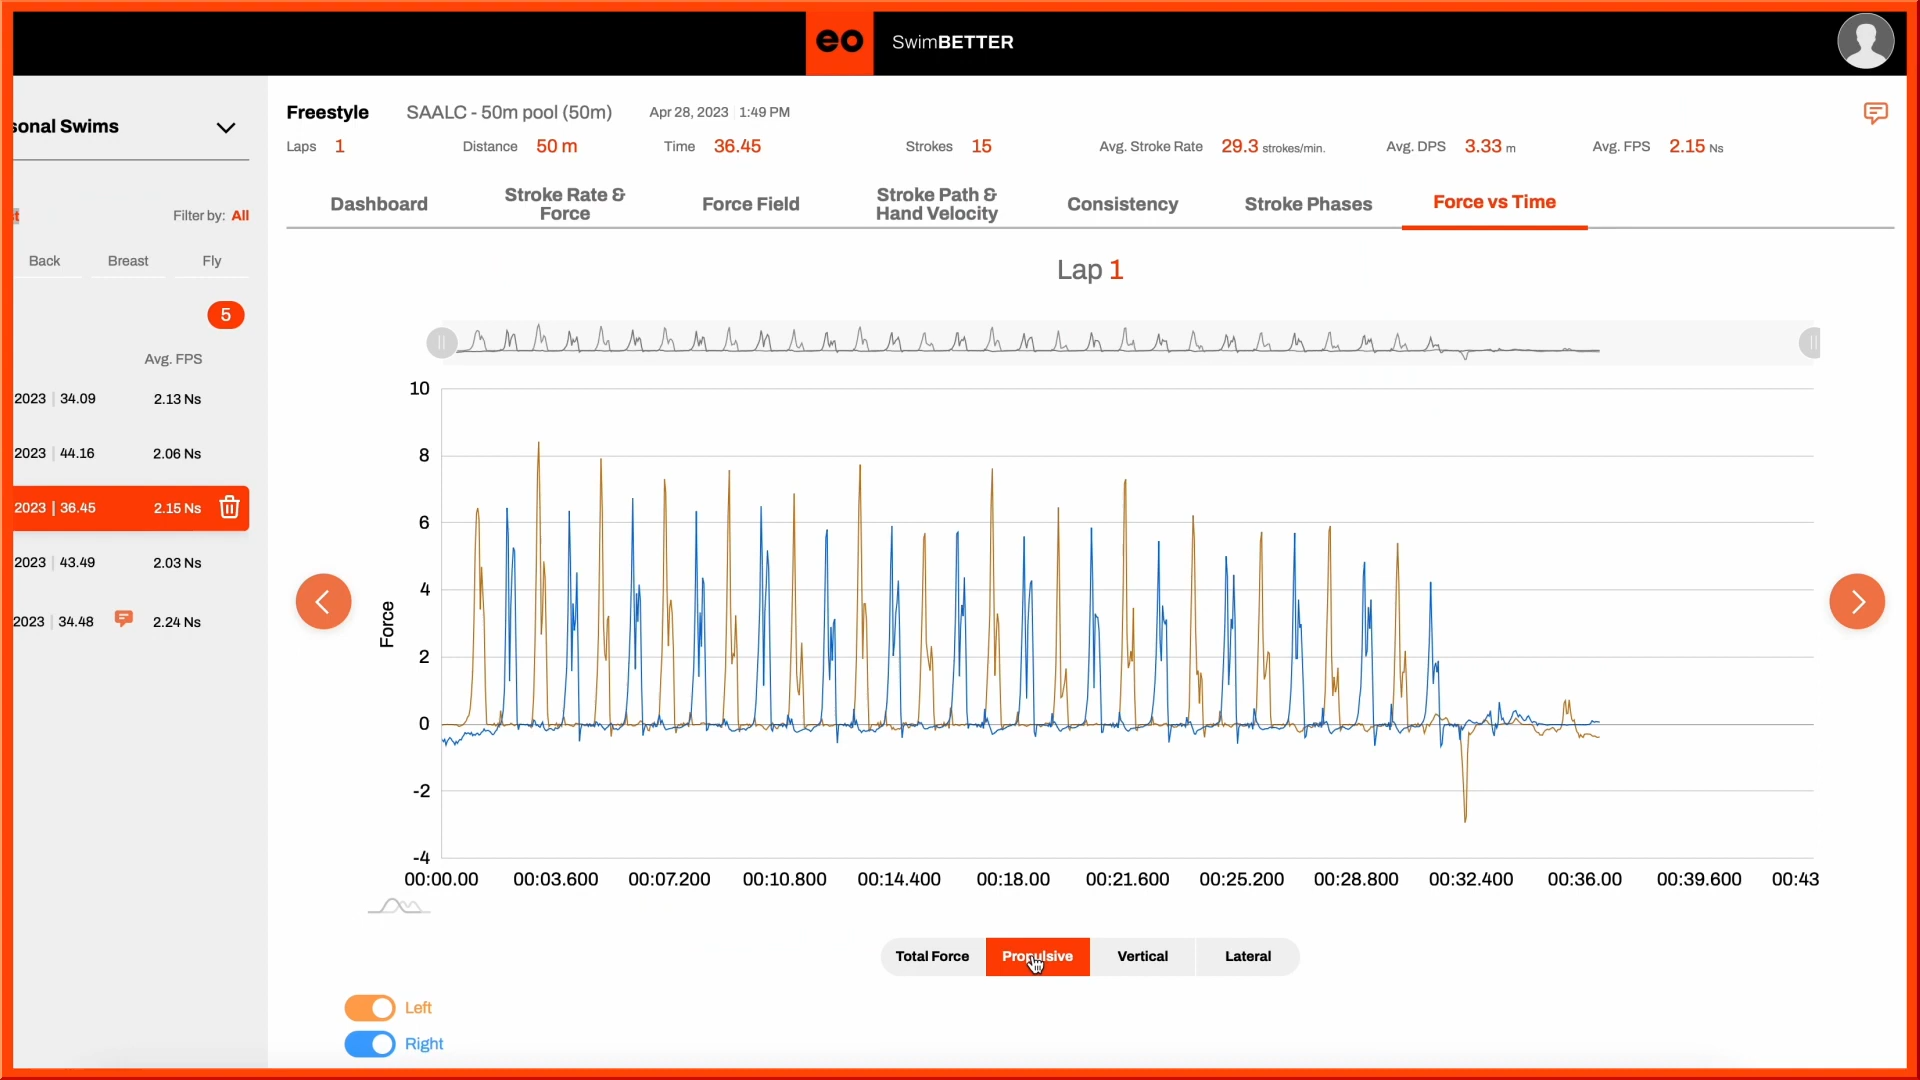 eo SwimBETTER
sonal Swims
Freestyle SAALC - 50m pool (50m) Apr 28, 2023 1:49 PM
Laps 1 Distance 50 m Time 36.45 Strokes 15 Avg. Stroke Rate 29.3 strokes/min. Avg. DPS 3.33 m Avg. FPS 2.15 Ns
Dashboard
Stroke Rate &
Force
Force Field
Stroke Path &
Hand Velocity
Consistency
Stroke Phases
Force vs Time
Filter by: All
Back Breast Fly
5
Avg. FPS
2023 | 34.09 2.13 Ns
2023 | 44.16 2.06 Ns
2023 | 36.45 2.15 Ns
2023 | 43.49 2.03 Ns
2023 | 34.48 2.24 Ns
Lap 1
10
8
6
4
2
0
-2
-4
Force
00:00.00 00:03.600 00:07.200 00:10.800 00:14.400 00:18.00 00:21.600 00:25.200 00:28.800 00:32.400 00:36.00 00:39.600 00:43
Total Force Propulsive Vertical Lateral
Left
Right